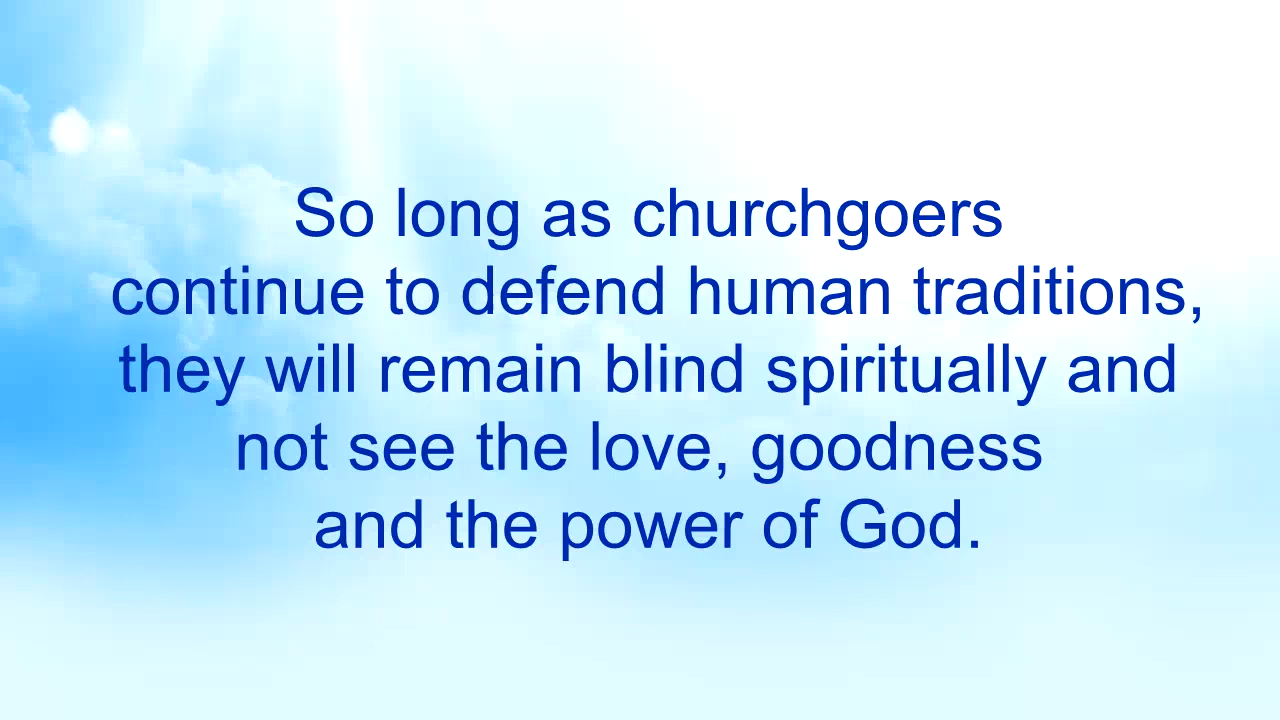 So long as churchgoers
continue to defend human traditions,
they will remain blind spiritually and
not see the love, goodness
and the power of God.